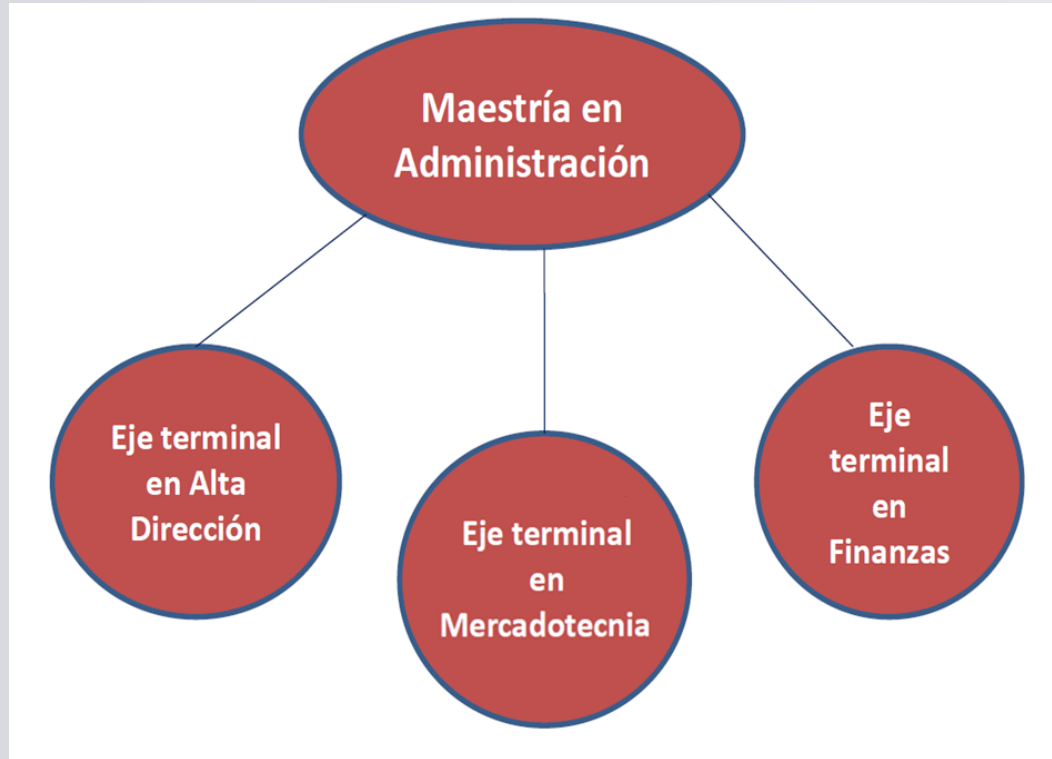 Maestría en
Administración
Eje terminal
en Alta
Dirección
Eje terminal
en
Mercadotecnia
Eje
terminal
en
Finanzas